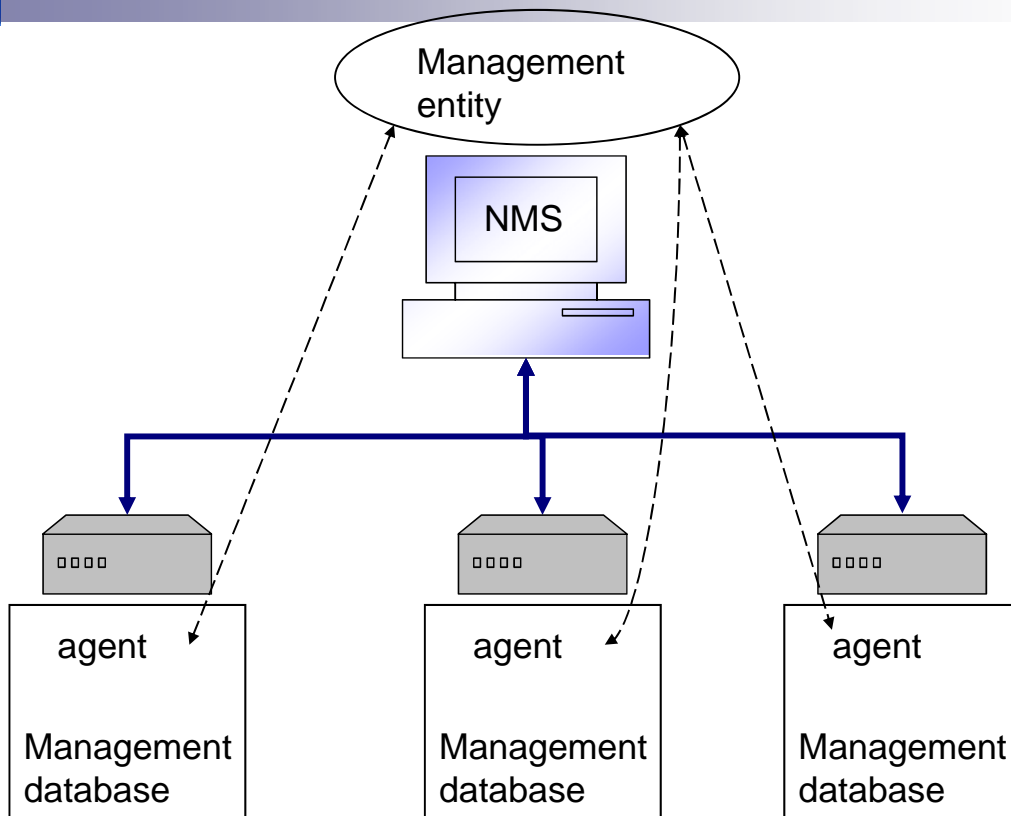 Management
entity
NMS
agent
agent
agent
Management
database
Management
database
Management
database